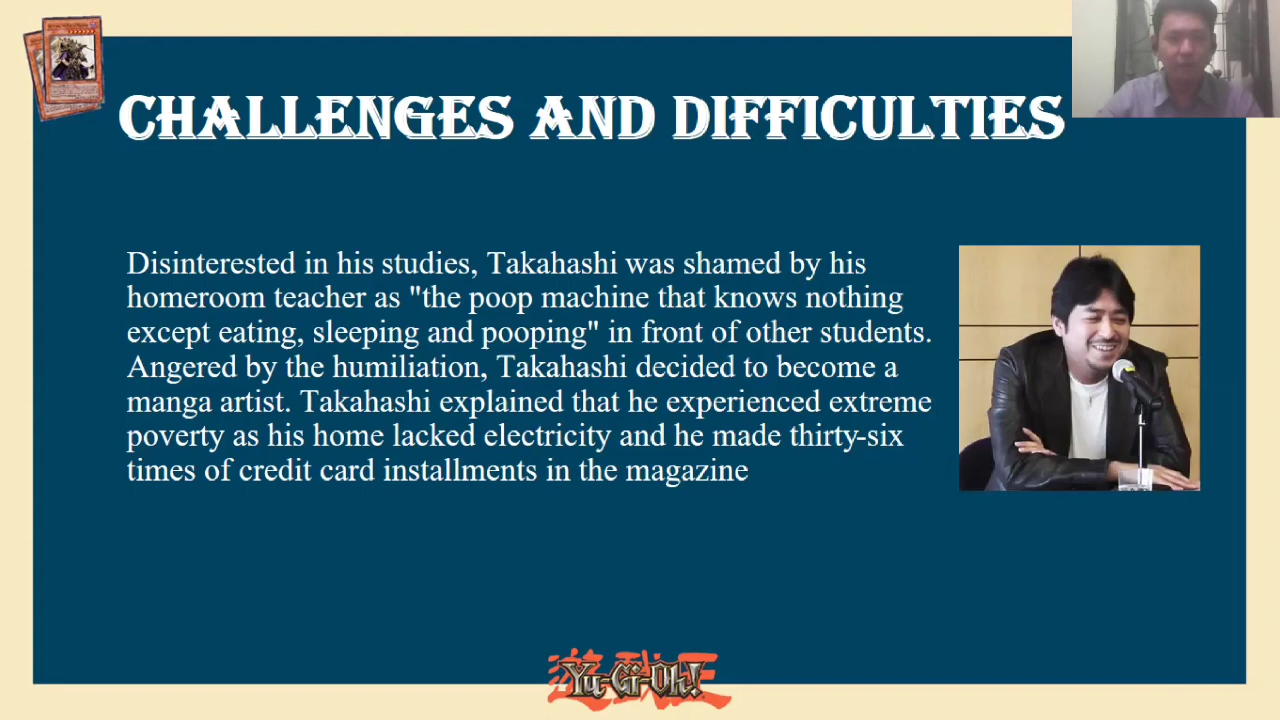 CHALLENGES AND DIFFICULTIES
Disinterested in his studies, Takahashi was shamed by his
homeroom teacher as "the poop machine that knows nothing
except eating, sleeping and pooping" in front of other students.
Angered by the humiliation, Takahashi decided to become a
manga artist. Takahashi explained that he experienced extreme
poverty as his home lacked electricity and he made thirty-six
times of credit card installments in the magazine
遊戯王
Yu-Gi-Oh!